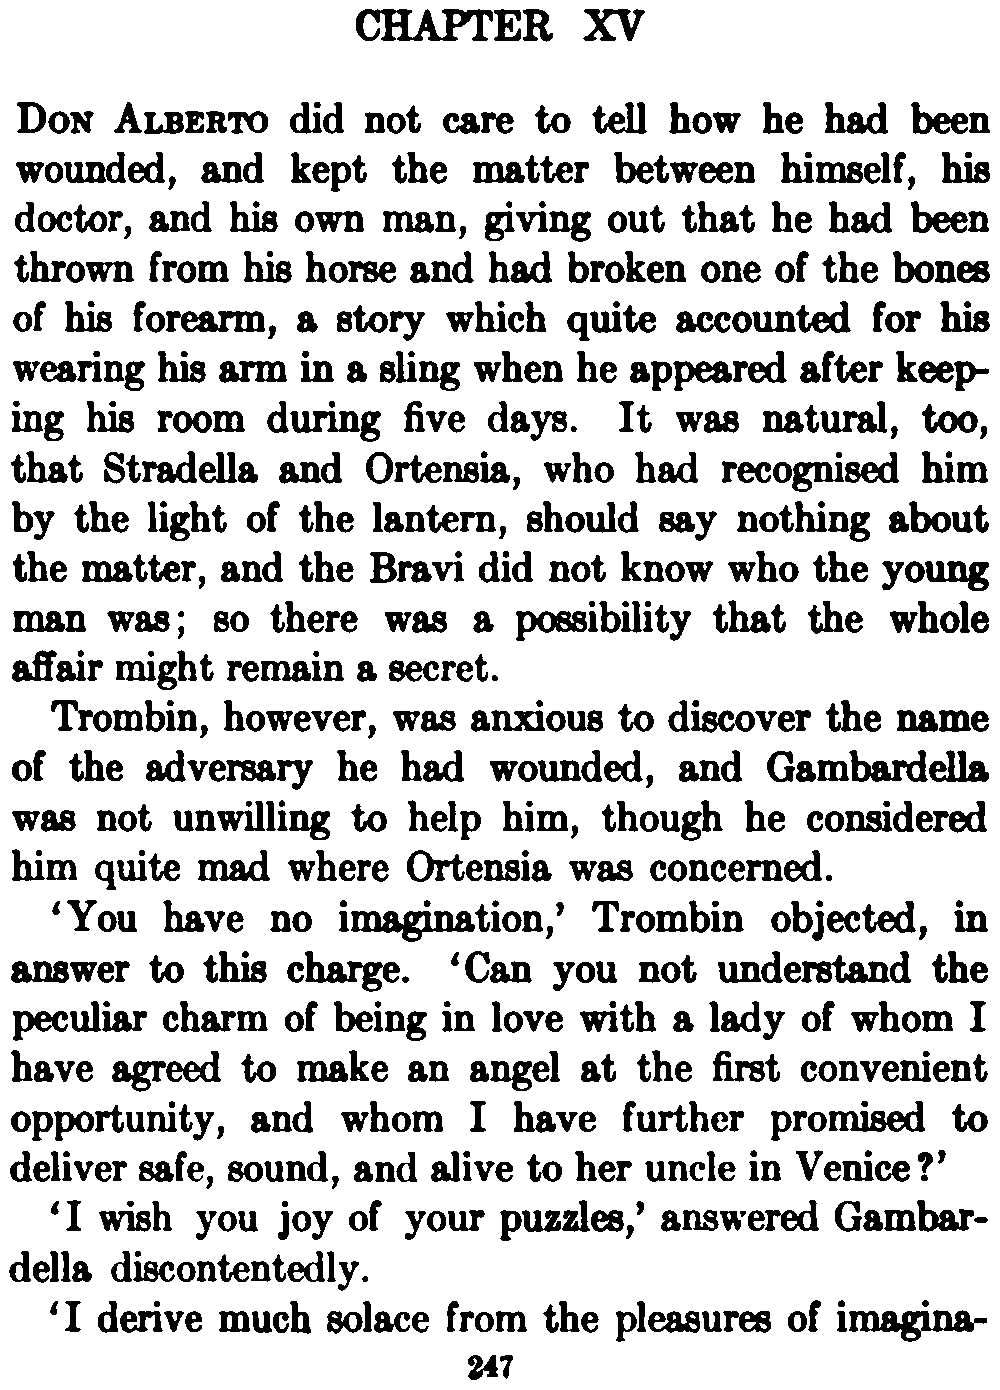 CHAPTER XV
Don Alberto did not care to tell how he had been
wounded, and kept the matter between himself, his
doctor, and his own man, giving out that he had been
thrown from his horse and had broken one of the bones
of his forearm, a story which quite accounted for his
wearing his arm in a sling when he appeared after keep-
ing his room during five days. It was natural, too,
that Stradella and Ortensia, who had recognised him
by the light of the lantern, should say nothing about
the matter, and the Bravi did not know who the young
man was; so there was a possibility that the whole
affair might remain a secret.
Trombin, however, was anxious to discover the name
of the adversary he had wounded, and Gambardella
was not unwilling to help him, though he considered
him quite mad where Ortensia was concerned.
‘You have no imagination,’ Trombin objected, in
answer to this charge. ‘Can you not understand the
peculiar charm of being in love with a lady of whom I
have agreed to make an angel at the first convenient
opportunity, and whom I have further promised to
deliver safe, sound, and alive to her uncle in Venice?’
‘I wish you joy of your puzzles,’ answered Gambar-
della discontentedly.
‘I derive much solace from the pleasures of imagina-
247